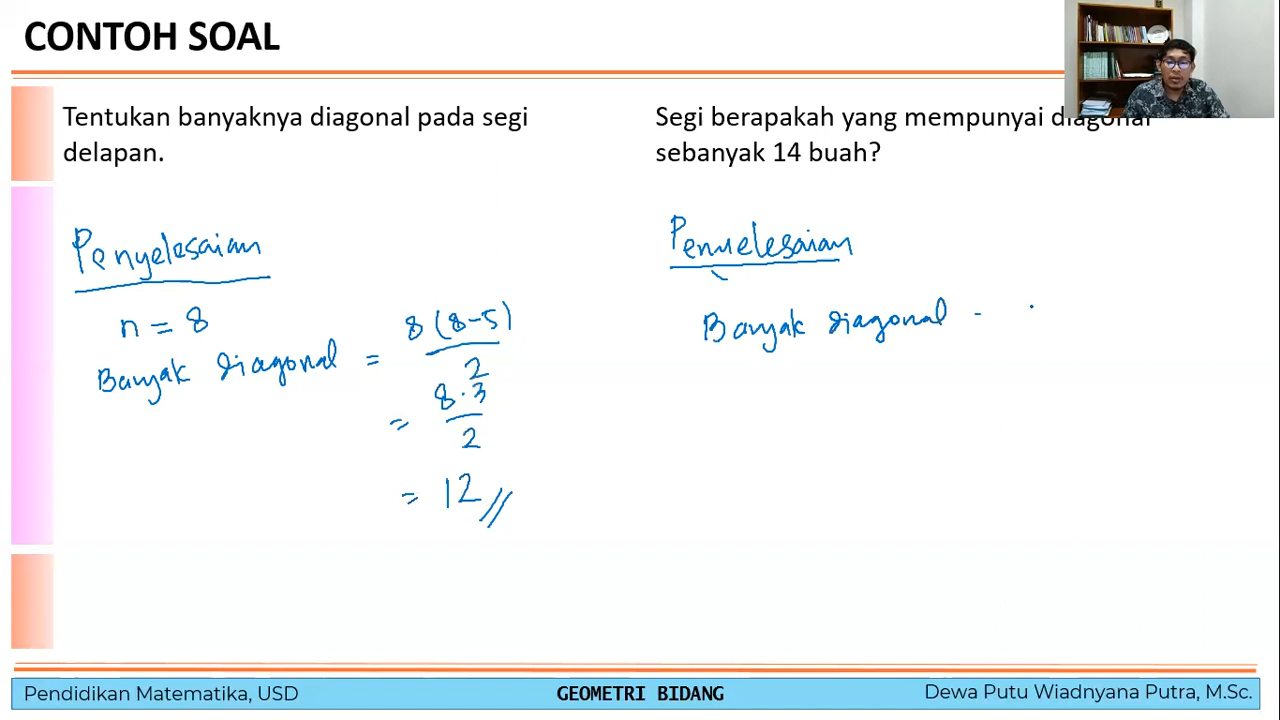 CONTOH SOAL
Tentukan banyaknya diagonal pada segi
delapan.
Penyelesaian
n = 8
Banyak diagonal = 8 (8-5)
2
= 8 . 3
2
= 12 //
Segi berapakah yang mempunyai diagonal
sebanyak 14 buah?
Penyelesaian
Banyak diagonal -
Pendidikan Matematika, USD
GEOMETRI BIDANG
Dewa Putu Wiadnyana Putra, M.Sc.